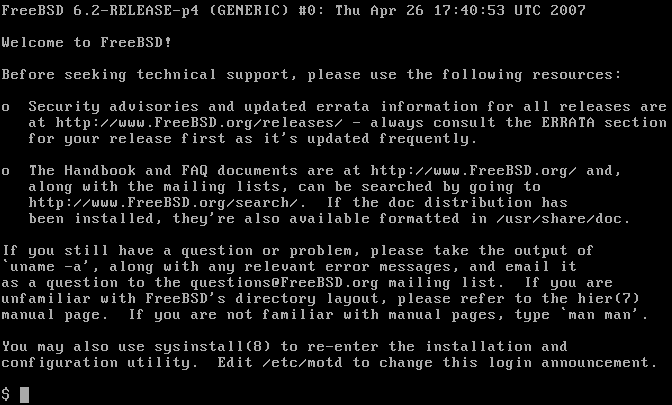 FreeBSD 6.2-RELEASE-p4 (GENERIC) #0: Thu Apr 26 17:40:53 UTC 2007
Welcome to FreeBSD!
Before seeking technical support, please use the following resources:
o  Security advisories and updated errata information for all releases are
   at http://www.FreeBSD.org/releases/ - always consult the ERRATA section
   for your release first as it's updated frequently.
o  The Handbook and FAQ documents are at http://www.FreeBSD.org/ and,
   along with the mailing lists, can be searched by going to
   http://www.FreeBSD.org/search/.  If the doc distribution has
   been installed, they're also available formatted in /usr/share/doc.
If you still have a question or problem, please take the output of
`uname -a', along with any relevant error messages, and email it
as a question to the questions@FreeBSD.org mailing list.  If you are
unfamiliar with FreeBSD's directory layout, please refer to the hier(7)
manual page.  If you are not familiar with manual pages, type `man man'.
You may also use sysinstall(8) to re-enter the installation and
configuration utility.  Edit /etc/motd to change this login announcement.
$